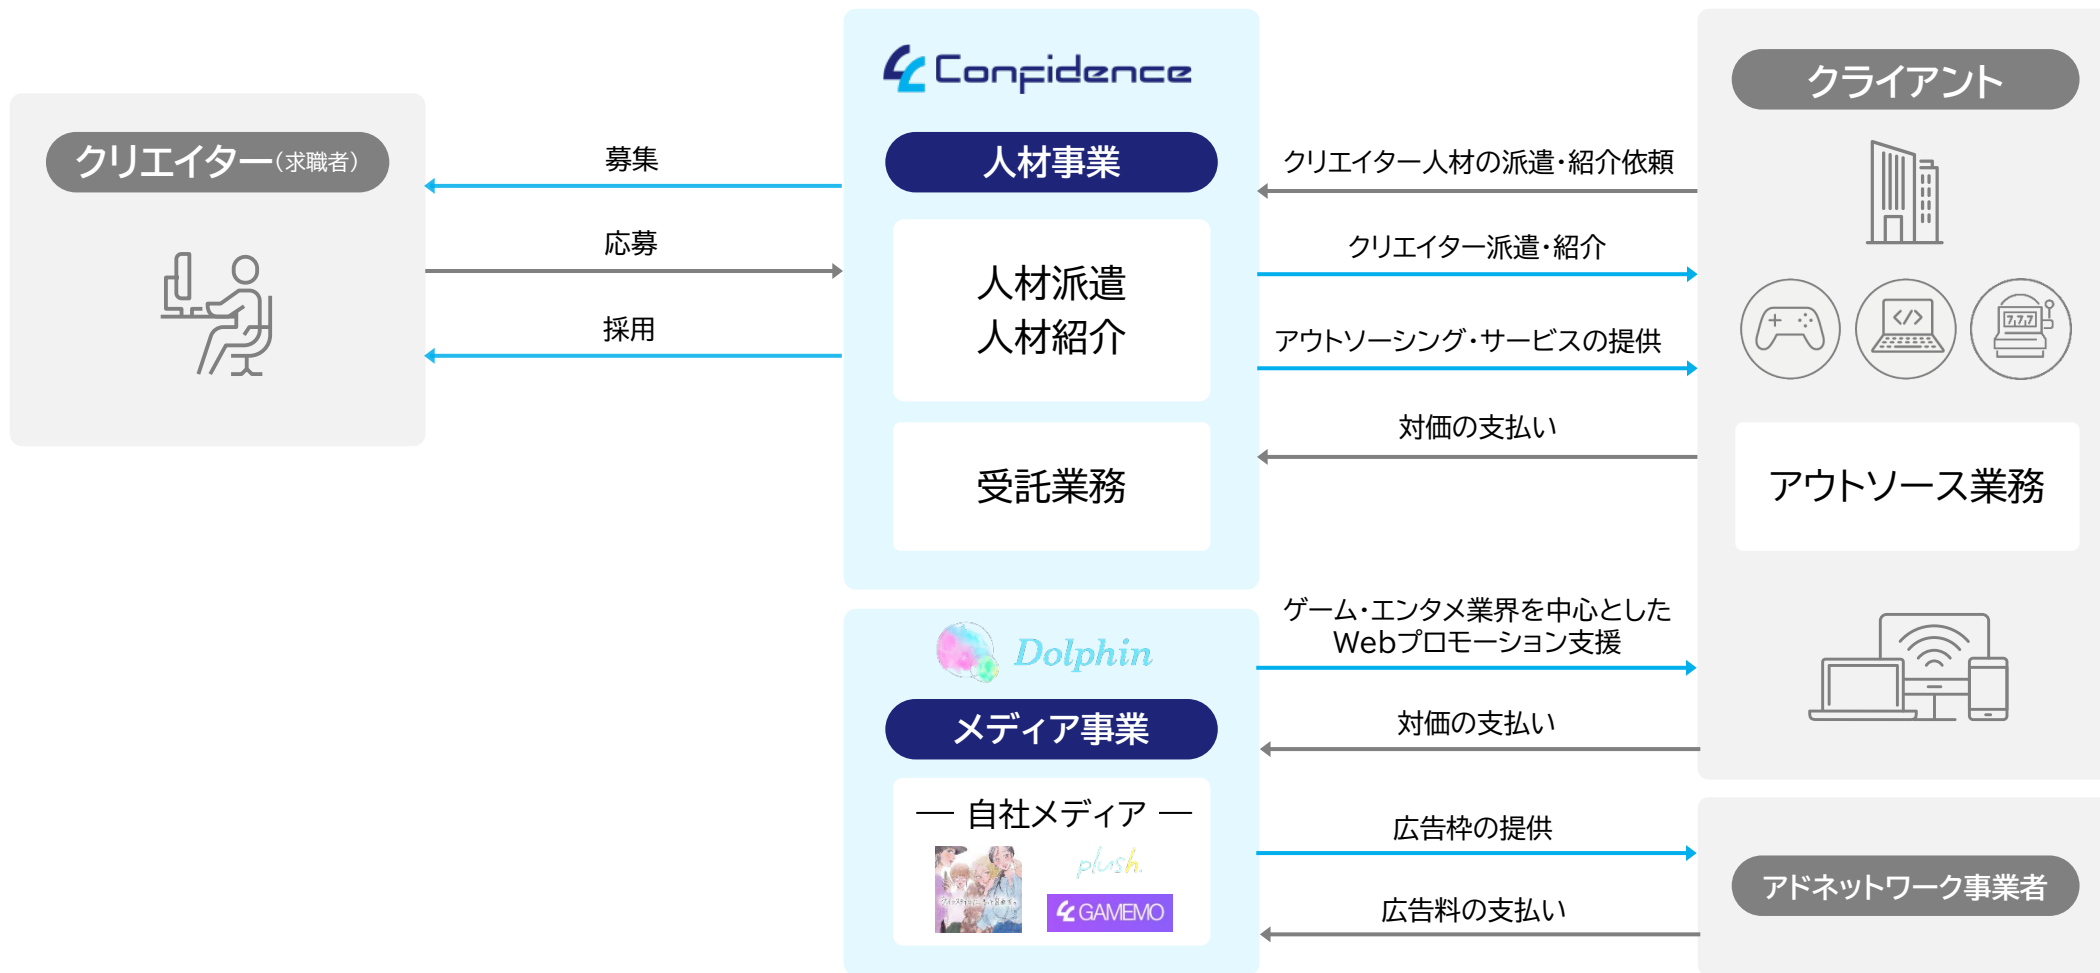 Confidence
クライアント
クリエイター（求職者）
募集
人材事業
クリエイター人材の派遣・紹介依頼
応募
クリエイター派遣・紹介
人材派遣
人材紹介
採用
アウトソーシング・サービスの提供
7,7,7
</>
対価の支払い
受託業務
アウトソース業務
Dolphin
ゲーム・エンタメ業界を中心とした
Webプロモーション支援
メディア事業
対価の支払い
― 自社メディア ―
広告枠の提供
plush.
GAMEMO
広告料の支払い
アドネットワーク事業者